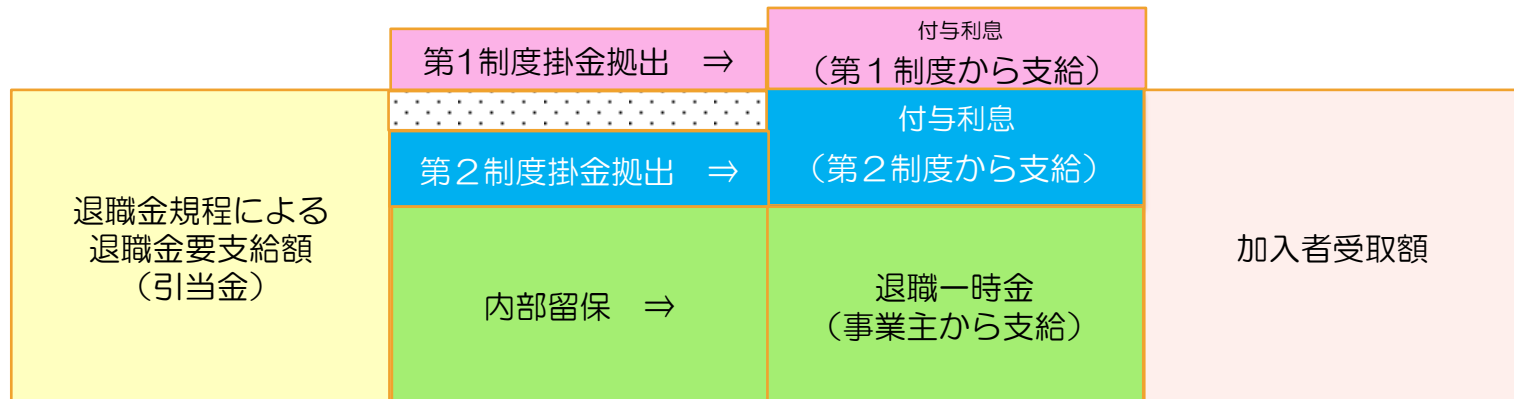 退職金規程による
退職金要支給額
（引当金）
第1制度掛金拠出　⇒
第２制度掛金拠出　⇒
内部留保　⇒
付与利息
（第１制度から支給）
付与利息
（第２制度から支給）
退職一時金
（事業主から支給）
加入者受取額